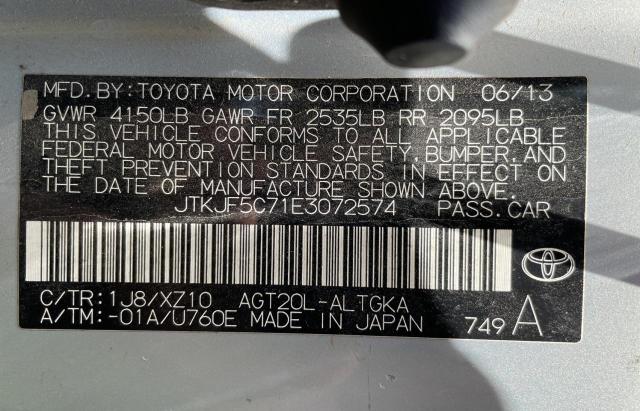 MFD.BY:TOYOTA MOTOR CORPORATION 06/13
GVWR 4150LB GAWR FR 2535LB RR 2095LB
THIS VEHICLE CONFORMS TO ALL APPLICABLE
FEDERAL MOTOR VEHICLE SAFETY, BUMPER, AND
THEFT PREVENTION STANDARDS IN EFFECT ON
THE DATE OF MANUFACTURE SHOWN ABOVE.
JTKJF5C71E3072574 PASS.CAR
C/TR:1J8/XZ10 AGT20L-ALTGKA
A/TM:-01A/U760E MADE IN JAPAN 749 A